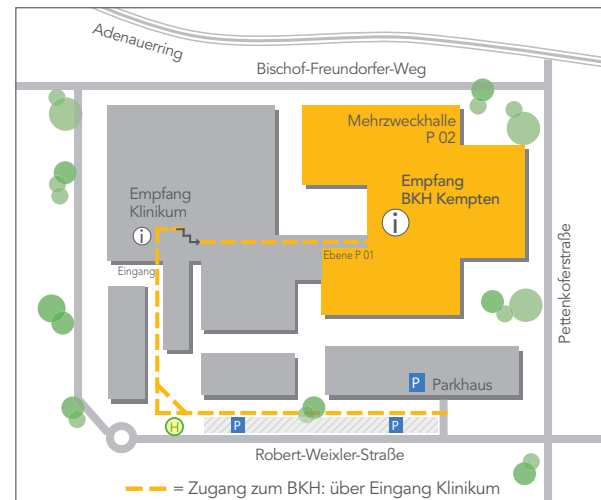 Adenauerring
Bischof-Freundorfer-Weg
Mehrzweckhalle
P 02
Empfang
BKH Kempten
i
Empfang
Klinikum
i
Eingang
Ebene P 01
Pettenkoferstraße
P Parkhaus
H
P
P
Robert-Weixler-Straße
= Zugang zum BKH: über Eingang Klinikum